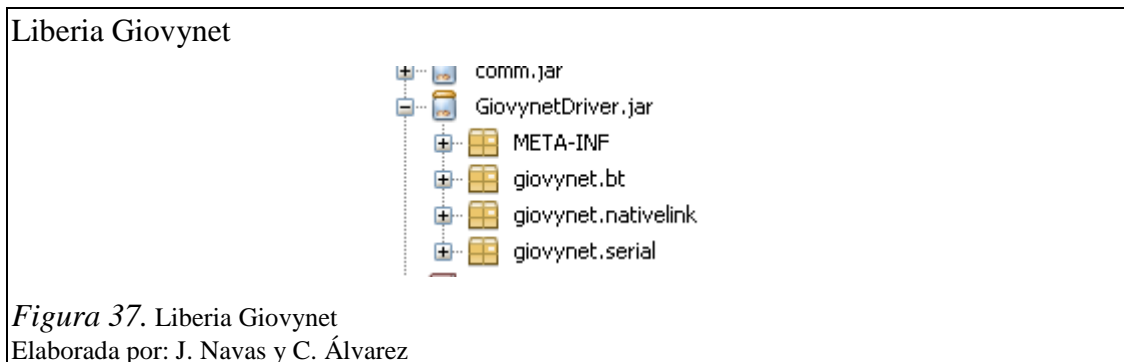 Liberia Giovynet
comm.jar
GiovynetDriver.jar
META-INF
giovynet.bt
giovynet.nativelink
giovynet.serial
Figura 37. Liberia Giovynet
Elaborada por: J. Navas y C. Álvarez